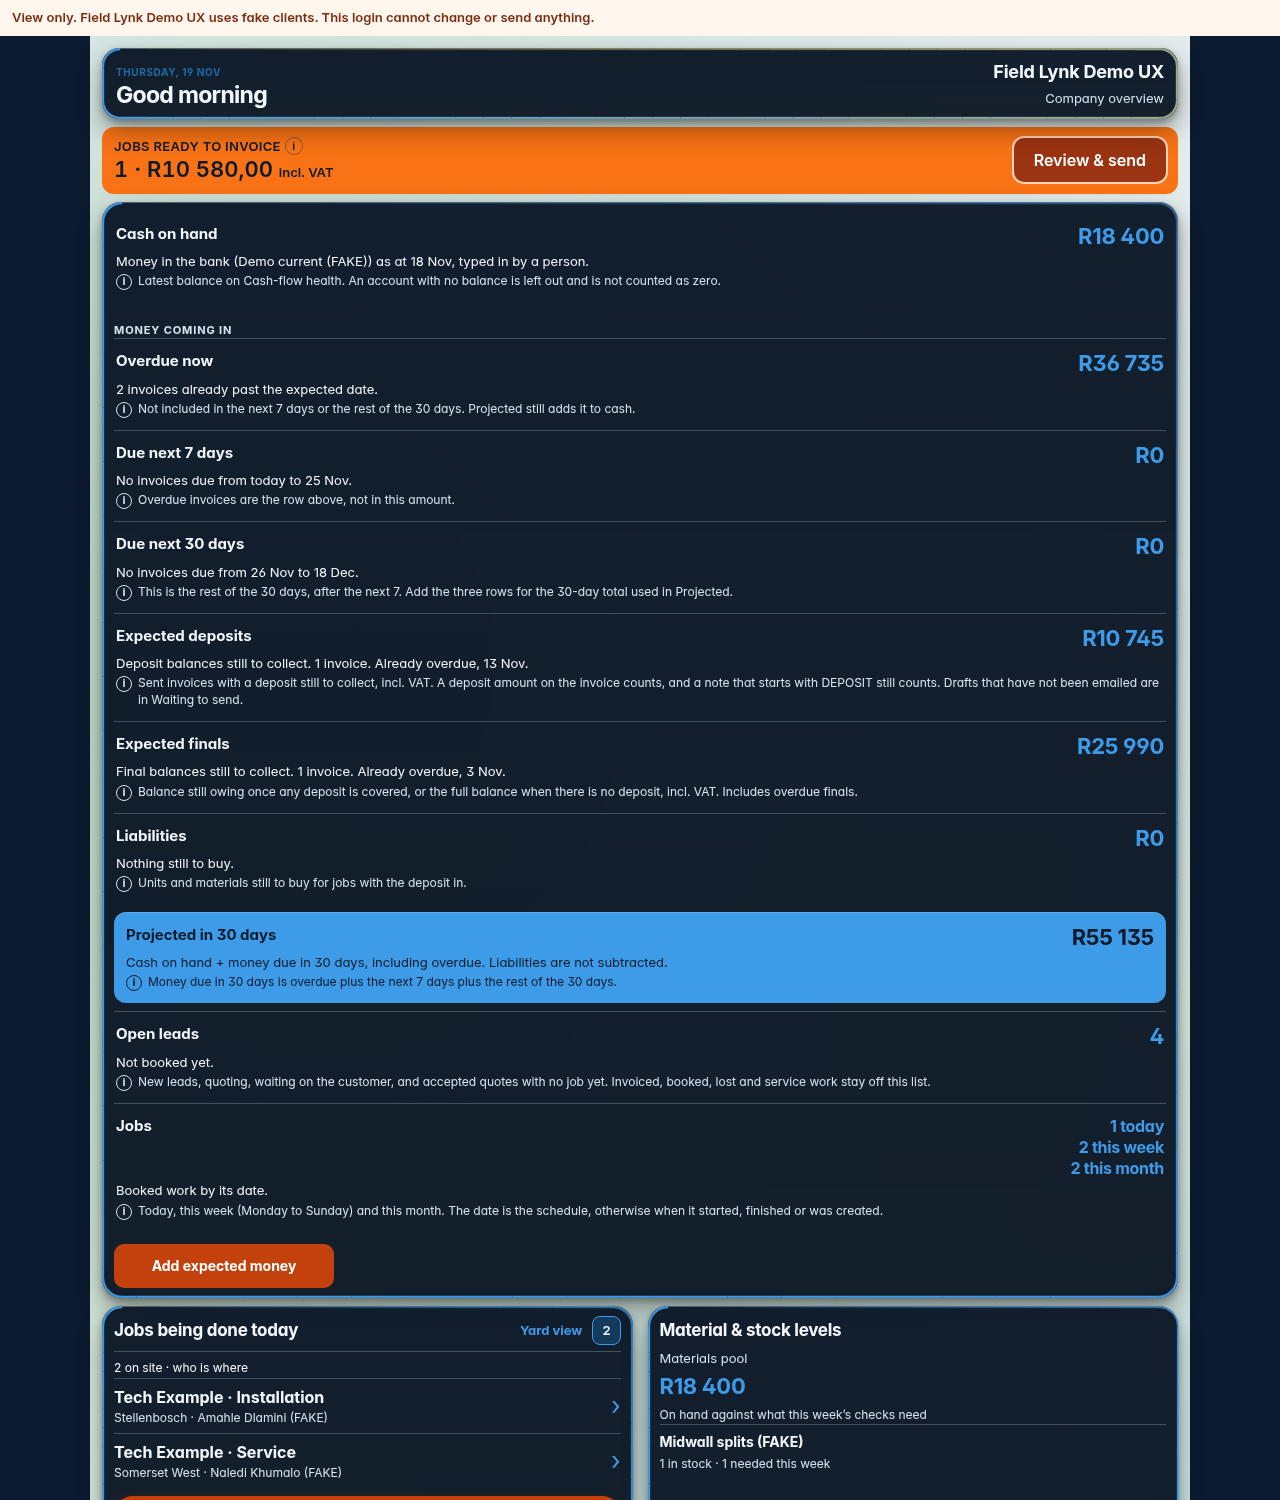 View only. Field Lynk Demo UX uses fake clients. This login cannot change or send anything.
THURSDAY, 19 NOV
Good morning
Field Lynk Demo UX
Company overview
JOBS READY TO INVOICE i
1 · R10 580,00 incl. VAT
Review & send
Cash on hand
R18 400
Money in the bank (Demo current (FAKE)) as at 18 Nov, typed in by a person.
i Latest balance on Cash-flow health. An account with no balance is left out and is not counted as zero.
MONEY COMING IN
Overdue now
R36 735
2 invoices already past the expected date.
i Not included in the next 7 days or the rest of the 30 days. Projected still adds it to cash.
Due next 7 days
R0
No invoices due from today to 25 Nov.
i Overdue invoices are the row above, not in this amount.
Due next 30 days
R0
No invoices due from 26 Nov to 18 Dec.
i This is the rest of the 30 days, after the next 7. Add the three rows for the 30-day total used in Projected.
Expected deposits
R10 745
Deposit balances still to collect. 1 invoice. Already overdue, 13 Nov.
i Sent invoices with a deposit still to collect, incl. VAT. A deposit amount on the invoice counts, and a note that starts with DEPOSIT still counts. Drafts that have not been emailed are
in Waiting to send.
Expected finals
R25 990
Final balances still to collect. 1 invoice. Already overdue, 3 Nov.
i Balance still owing once any deposit is covered, or the full balance when there is no deposit, incl. VAT. Includes overdue finals.
Liabilities
R0
Nothing still to buy.
i Units and materials still to buy for jobs with the deposit in.
Projected in 30 days
R55 135
Cash on hand + money due in 30 days, including overdue. Liabilities are not subtracted.
i Money due in 30 days is overdue plus the next 7 days plus the rest of the 30 days.
Open leads
4
Not booked yet.
i New leads, quoting, waiting on the customer, and accepted quotes with no job yet. Invoiced, booked, lost and service work stay off this list.
Jobs
1 today
2 this week
2 this month
Booked work by its date.
i Today, this week (Monday to Sunday) and this month. The date is the schedule, otherwise when it started, finished or was created.
Add expected money
Jobs being done today
Yard view 2
2 on site · who is where
Tech Example · Installation
Stellenbosch · Amahle Dlamini (FAKE)
Tech Example · Service
Somerset West · Naledi Khumalo (FAKE)
Material & stock levels
Materials pool
R18 400
On hand against what this week's checks need
Midwall splits (FAKE)
1 in stock · 1 needed this week